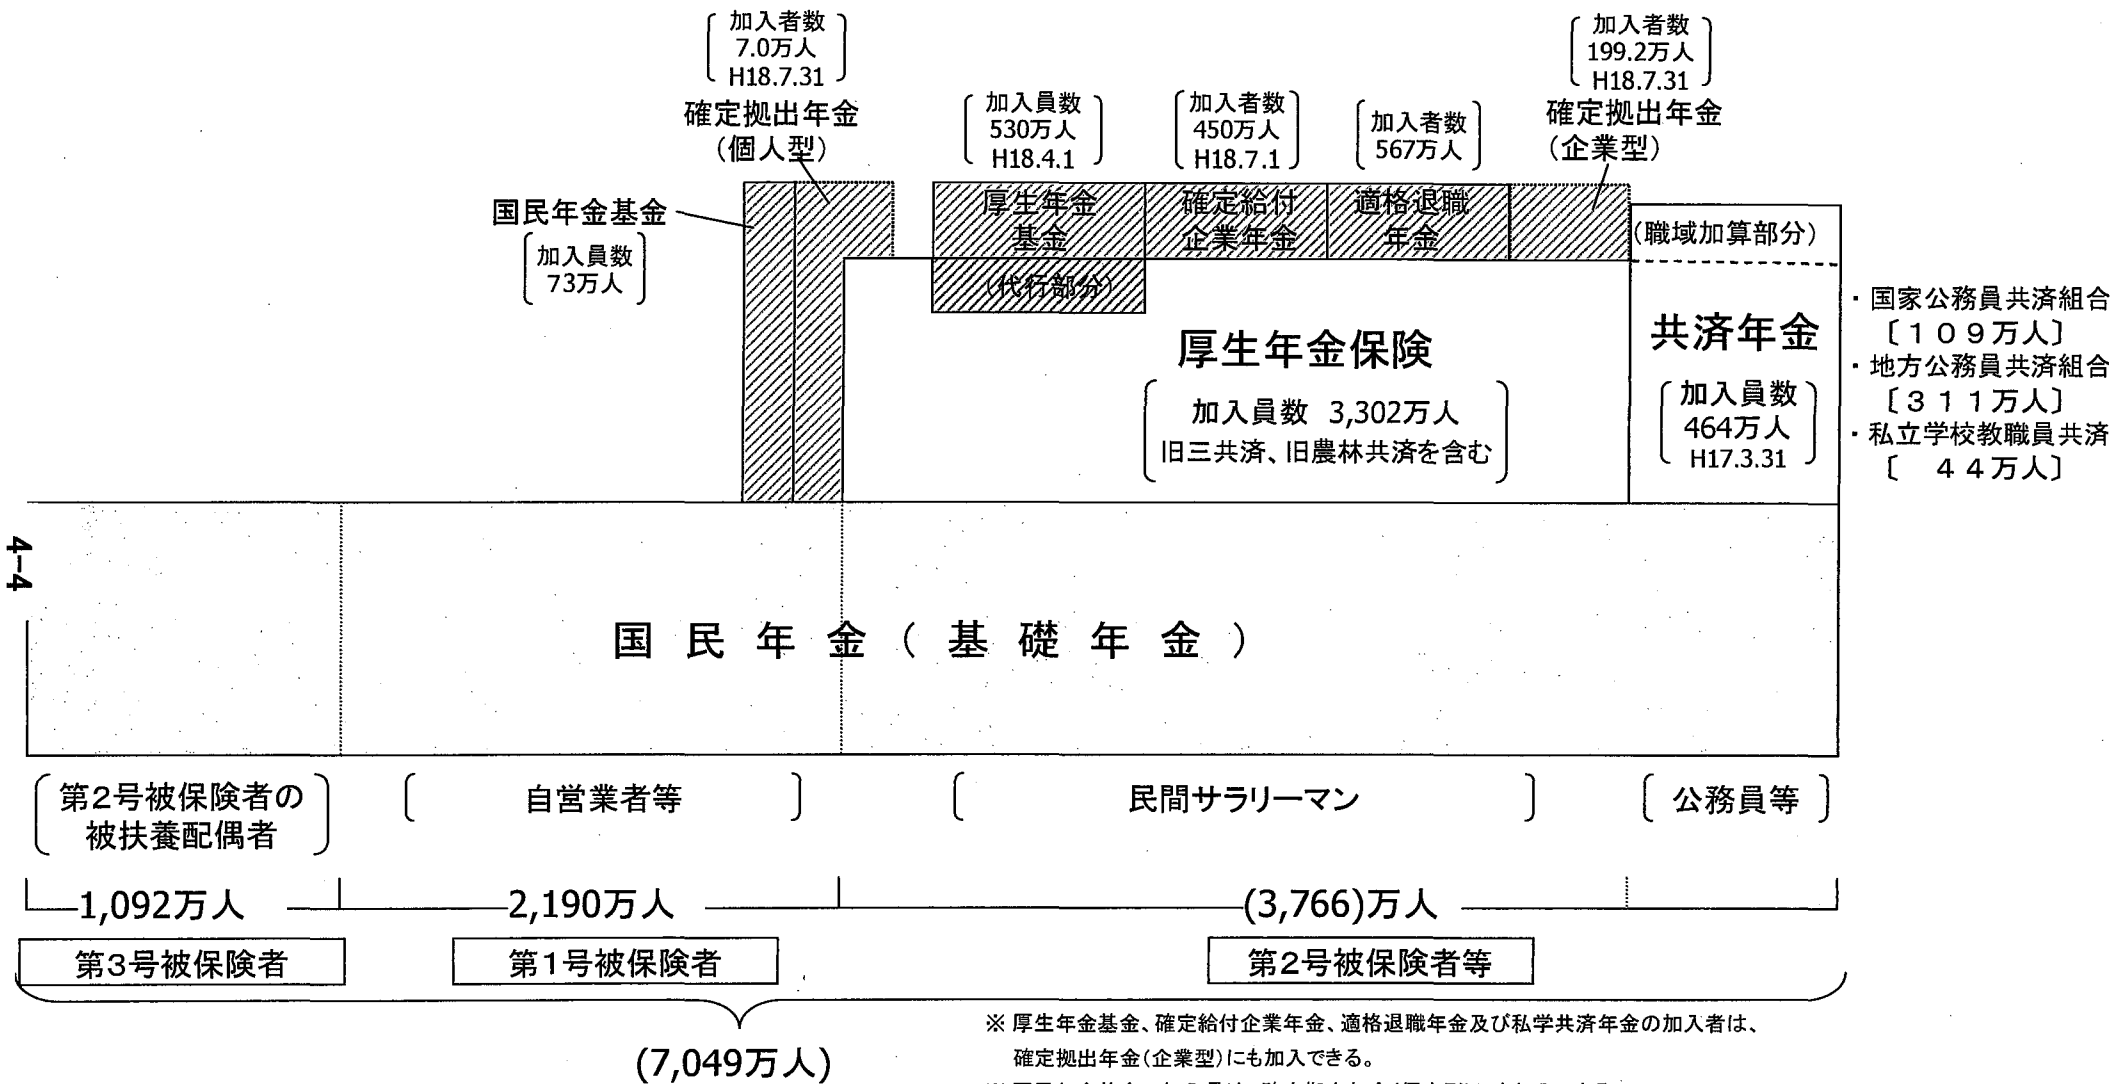 加入者数
7.0万人
H18.7.31
確定拠出年金
(個人型)
加入員数
530万人
H18.4.1
加入者数
450万人
H18.7.1
加入者数
567万人
加入者数
199.2万人
H18.7.31
確定拠出年金
(企業型)
国民年金基金
加入員数
73万人
厚生年金
基金
確定給付
企業年金
適格退職
年金
(職域加算部分)
(代行部分)
厚生年金保険
加入員数 3,302万人
旧三共済、旧農林共済を含む
共済年金
加入員数
464万人
H17.3.31
・国家公務員共済組合
〔109万人〕
・地方公務員共済組合
〔311万人〕
・私立学校教職員共済
〔 44万人〕
4-4
国民年金(基礎年金)
第2号被保険者の
被扶養配偶者
〔 自営業者等 〕
〔 民間サラリーマン 〕
〔 公務員等 〕
1,092万人
2,190万人
(3,766)万人
第3号被保険者
第1号被保険者
第2号被保険者等
(7,049万人)
※ 厚生年金基金、確定給付企業年金、適格退職年金及び私学共済年金の加入者は、
確定拠出年金(企業型)にも加入できる。